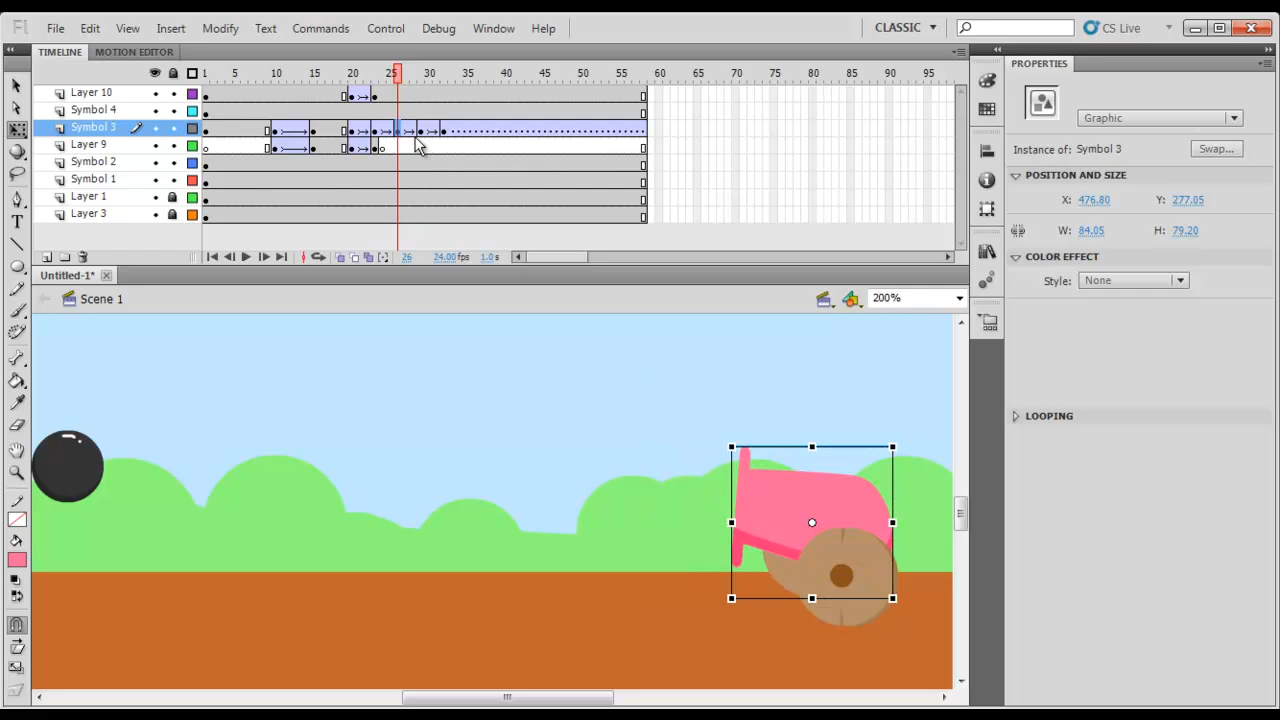 Fl File Edit View Insert Modify Text Commands Control Debug Window Help CLASSIC CS Live
TIMELINE MOTION EDITOR
PROPERTIES
1 5 10 15 20 25 30 35 40 45 50 55 60 65 70 75 80 85 90 95
Layer 10
Symbol 4
Graphic
Symbol 3
Layer 9
Instance of: Symbol 3 Swap...
Symbol 2
POSITION AND SIZE
Symbol 1
Layer 1
X: 476.80 Y: 277.05
Layer 3
W: 84.05 H: 79.20
26 24.00 fps 1.0 s
COLOR EFFECT
Untitled-1*
Style: None
Scene 1 200%
LOOPING